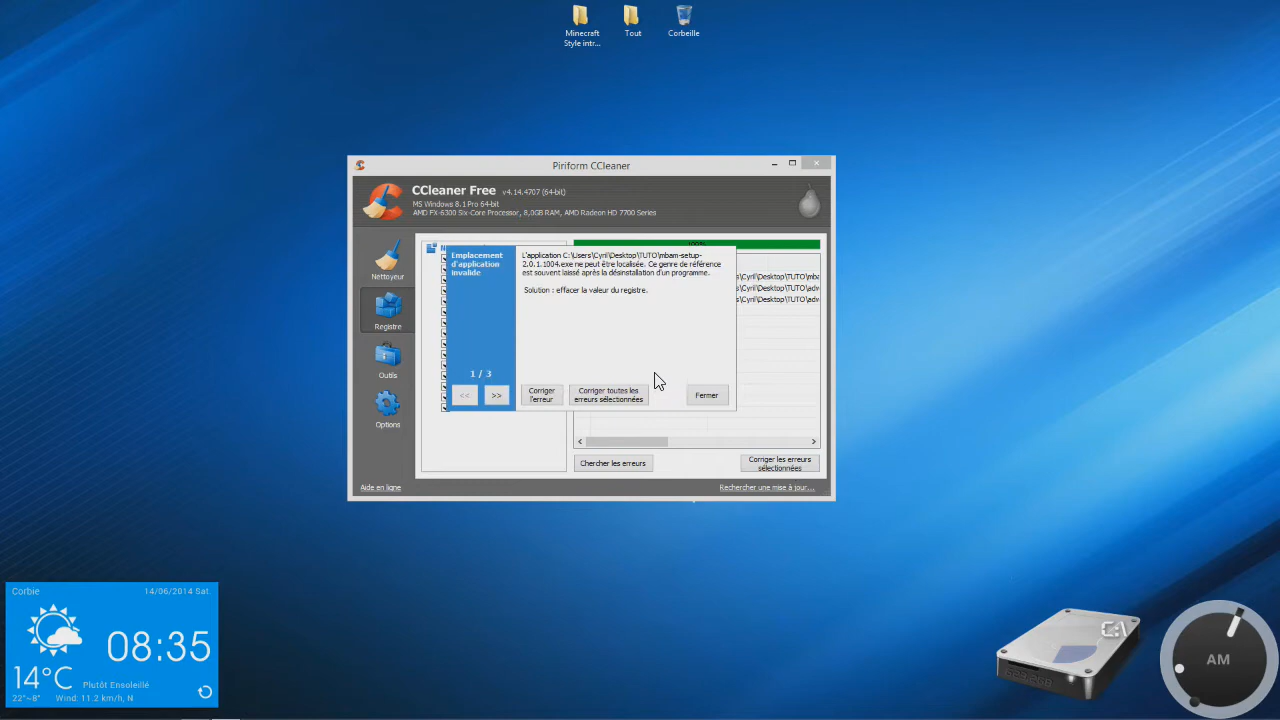 Minecraft
Style intr...
Tout
Corbeille
Piriform CCleaner
CCleaner Free v4.14.4707 (64-bit)
MS Windows 8.1 Pro 64-bit
AMD FX-6300 Six-Core Processor, 8,0GB RAM, AMD Radeon HD 7700 Series
Nettoyeur
Registre
Outils
Options
100%
Emplacement
d'application
invalide
1 / 3
<<
>>
L'application C:\Users\Cyril\Desktop\TUTO\mbam-setup-
2.0.1.1004.exe ne peut être localisée. Ce genre de référence
est souvent laissé après la désinstallation d'un programme.
Solution : effacer la valeur du registre.
Corriger
l'erreur
Corriger toutes les
erreurs sélectionnées
Fermer
s\Cyril\Desktop\TUTO\mba
s\Cyril\Desktop\TUTO\adw
s\Cyril\Desktop\TUTO\adw
Chercher les erreurs
Corriger les erreurs
sélectionnées
Aide en ligne
Rechercher une mise à jour...
Corbie
14/06/2014 Sat.
08:35
14°C
Plutôt Ensoleillé
22°~8°
Wind: 11.2 km/h, N
C:\
AM